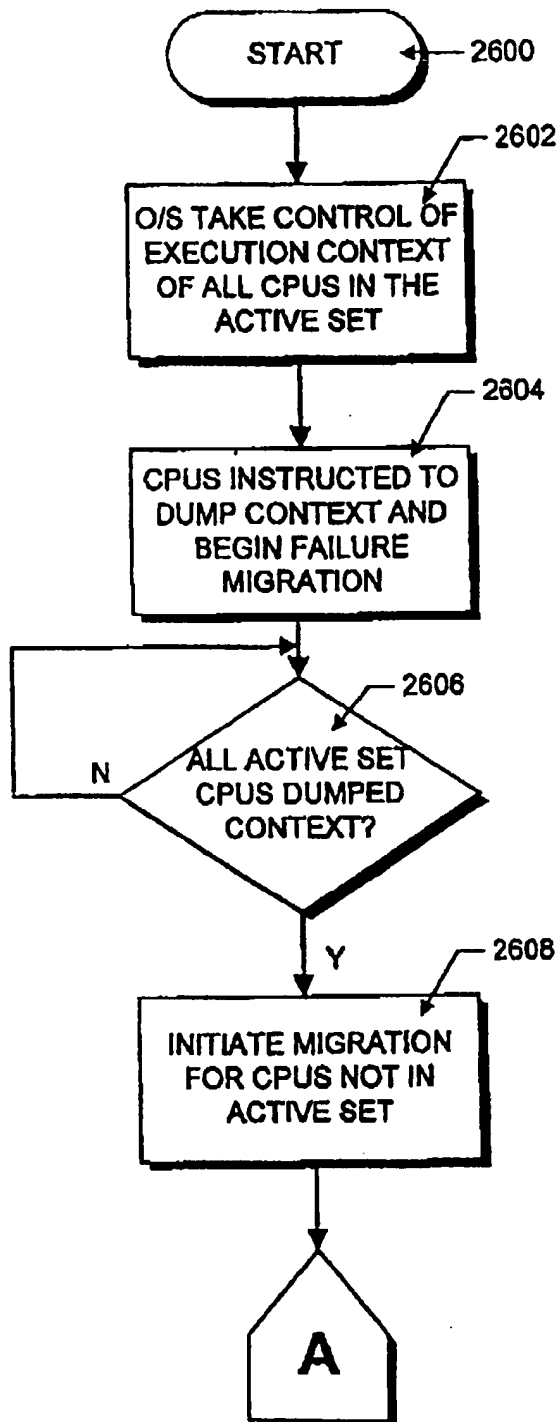 START
2600
2602
O/S TAKE CONTROL OF
EXECUTION CONTEXT
OF ALL CPUS IN THE
ACTIVE SET
2604
CPUS INSTRUCTED TO
DUMP CONTEXT AND
BEGIN FAILURE
MIGRATION
2606
ALL ACTIVE SET
CPUS DUMPED
CONTEXT?
N
Y
2608
INITIATE MIGRATION
FOR CPUS NOT IN
ACTIVE SET
A